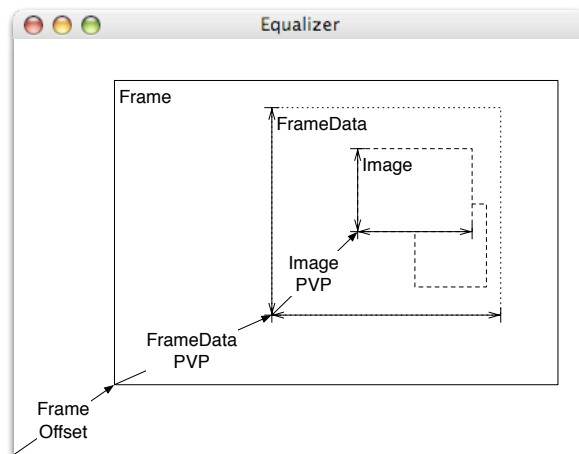 Equalizer
Frame
FrameData
Image
Image
PVP
FrameData
PVP
Frame
Offset